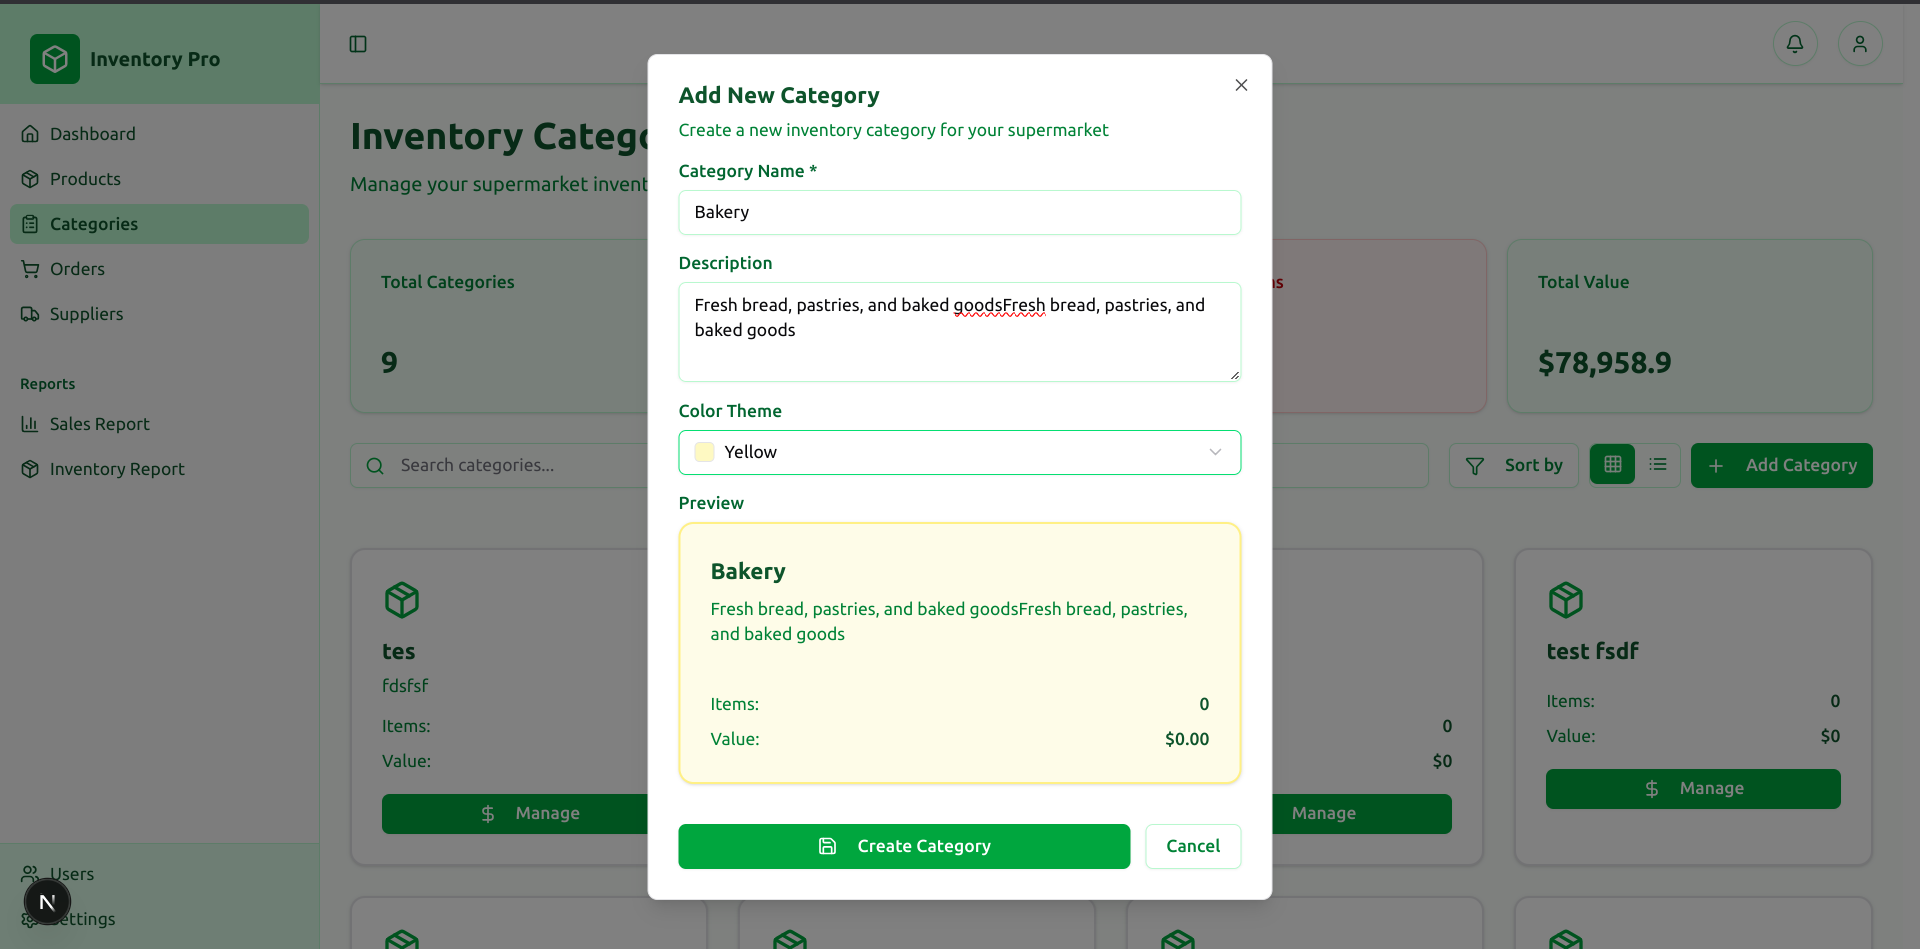 Inventory Pro
Dashboard
Products
Categories
Orders
Suppliers
Reports
Sales Report
Inventory Report
Users
ettings
N
Inventory Catego
Manage your supermarket invent
Total Categories
9
ns
Total Value
$78,958.9
Search categories...
Sort by
Add Category
tes
fdsfsf
Items:
Value:
Manage
0
$0
Manage
test fsdf
Items: 0
Value: $0
Manage
Add New Category
Create a new inventory category for your supermarket
Category Name *
Bakery
Description
Fresh bread, pastries, and baked goodsFresh bread, pastries, and
baked goods
Color Theme
Yellow
Preview
Bakery
Fresh bread, pastries, and baked goodsFresh bread, pastries,
and baked goods
Items: 0
Value: $0.00
Create Category
Cancel